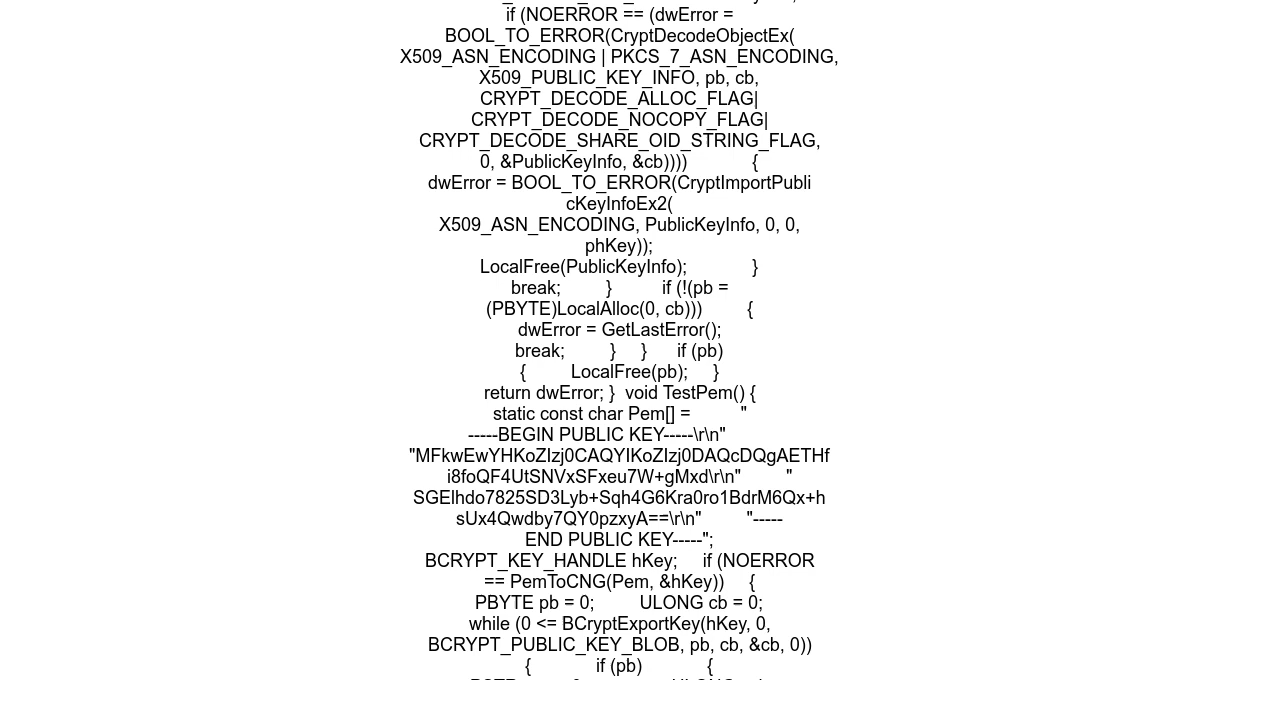 if (NOERROR == (dwError =
BOOL_TO_ERROR(CryptDecodeObjectEx(
X509_ASN_ENCODING | PKCS_7_ASN_ENCODING,
X509_PUBLIC_KEY_INFO, pb, cb,
CRYPT_DECODE_ALLOC_FLAG|
CRYPT_DECODE_NOCOPY_FLAG|
CRYPT_DECODE_SHARE_OID_STRING_FLAG,
0, &PublicKeyInfo, &cb)))) {
dwError = BOOL_TO_ERROR(CryptImportPubli
cKeyInfoEx2(
X509_ASN_ENCODING, PublicKeyInfo, 0, 0,
phKey));
LocalFree(PublicKeyInfo); }
break; } if (!(pb =
(PBYTE)LocalAlloc(0, cb))) {
dwError = GetLastError();
break; } } if (pb)
{ LocalFree(pb); }
return dwError; } void TestPem() {
static const char Pem[] = "
-----BEGIN PUBLIC KEY-----\r\n"
"MFkwEwYHKoZIzj0CAQYIKoZIzj0DAQcDQgAETHf
i8foQF4UtSNVxSFxeu7W+gMxd\r\n" "
SGElhdo7825SD3Lyb+Sqh4G6Kra0ro1BdrM6Qx+h
sUx4Qwdby7QY0pzxyA==\r\n" "-----
END PUBLIC KEY-----";
BCRYPT_KEY_HANDLE hKey; if (NOERROR
== PemToCNG(Pem, &hKey)) {
PBYTE pb = 0; ULONG cb = 0;
while (0 <= BCryptExportKey(hKey, 0,
BCRYPT_PUBLIC_KEY_BLOB, pb, cb, &cb, 0))
{ if (pb) {